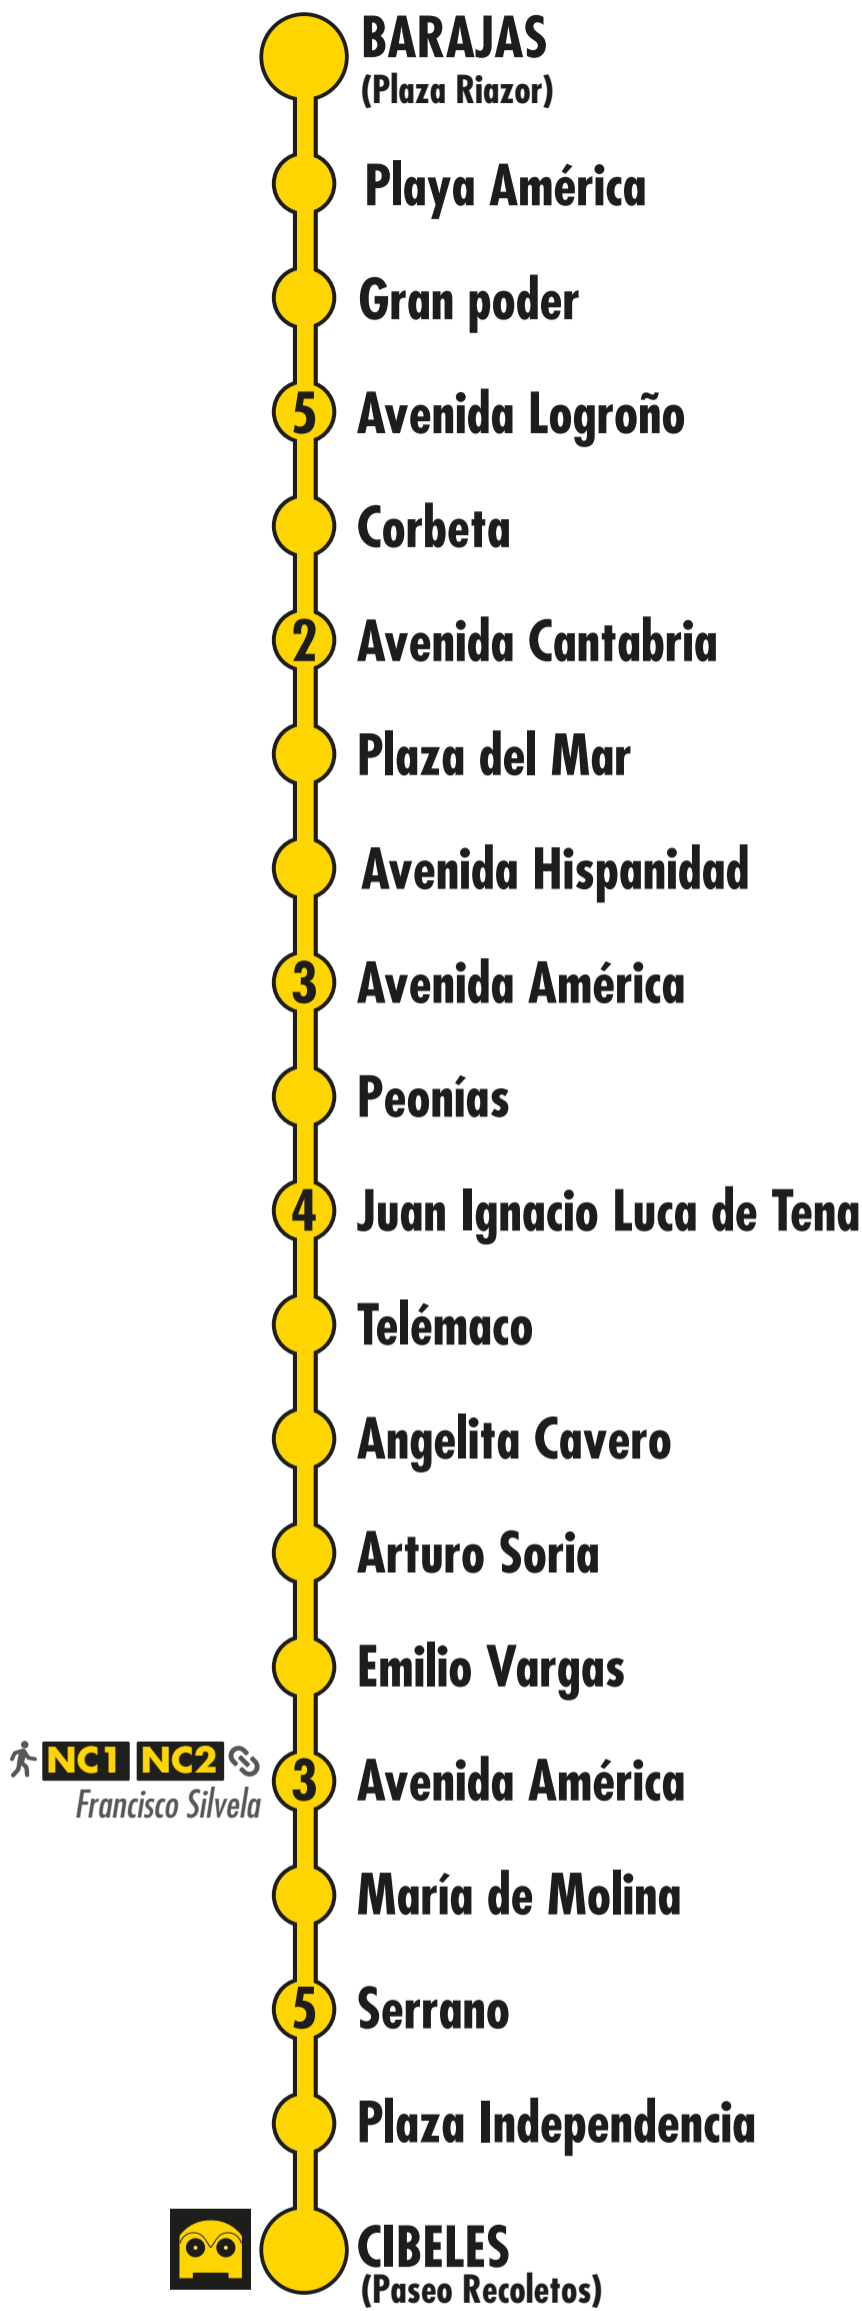 BARAJAS
(Plaza Riazor)
Playa América
Gran poder
5 Avenida Logroño
Corbeta
2 Avenida Cantabria
Plaza del Mar
Avenida Hispanidad
3 Avenida América
Peonías
4 Juan Ignacio Luca de Tena
Telémaco
Angelita Cavero
Arturo Soria
Emilio Vargas
NC1 NC2
Francisco Silvela
3 Avenida América
María de Molina
5 Serrano
Plaza Independencia
CIBELES
(Paseo Recoletos)